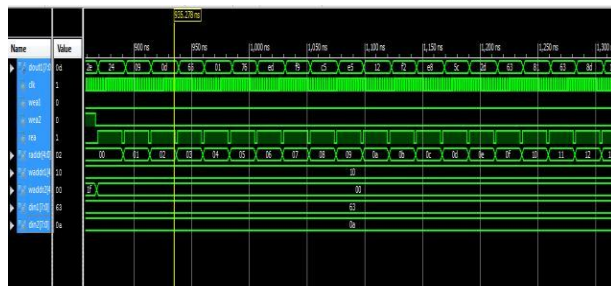 935.278 ns
Name Value 900 ns 950 ns 1,000 ns 1,050 ns 1,100 ns 1,150 ns 1,200 ns 1,250 ns 1,300
dout1[7:0] 0d 2e 24 09 0d 01 76 ed f9 c5 e5 12 f2 e8 5c 2d 63 81 63 8d
clk 1
wea1 0
wea2 0
rea 1
raddr[4:0] 02 00 01 02 03 04 05 06 07 08 09 0a 0b 0c 0d 0e 0f 10 11 12
waddr1[4 10 10
waddr2[4 00 1f 00
din1[7:0] 63 63
din2[7:0] 0a 0a